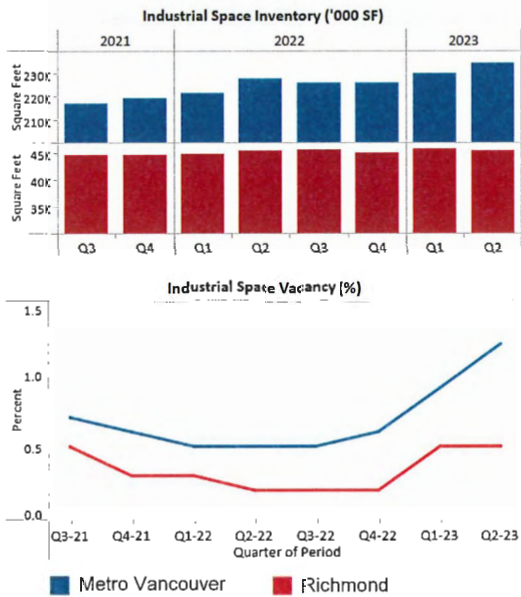 Industrial Space Inventory ('000 SF)
2021 2022 2023
Square Feet
230K
220K
210K
Square Feet
45K
40K
35K
Q3 Q4 Q1 Q2 Q3 Q4 Q1 Q2
Industrial Space Vacancy (%)
1.5
1.0
Percent
0.5
0.0
Q3-21 Q4-21 Q1-22 Q2-22 Q3-22 Q4-22 Q1-23 Q2-23
Quarter of Period
Metro Vancouver Richmond